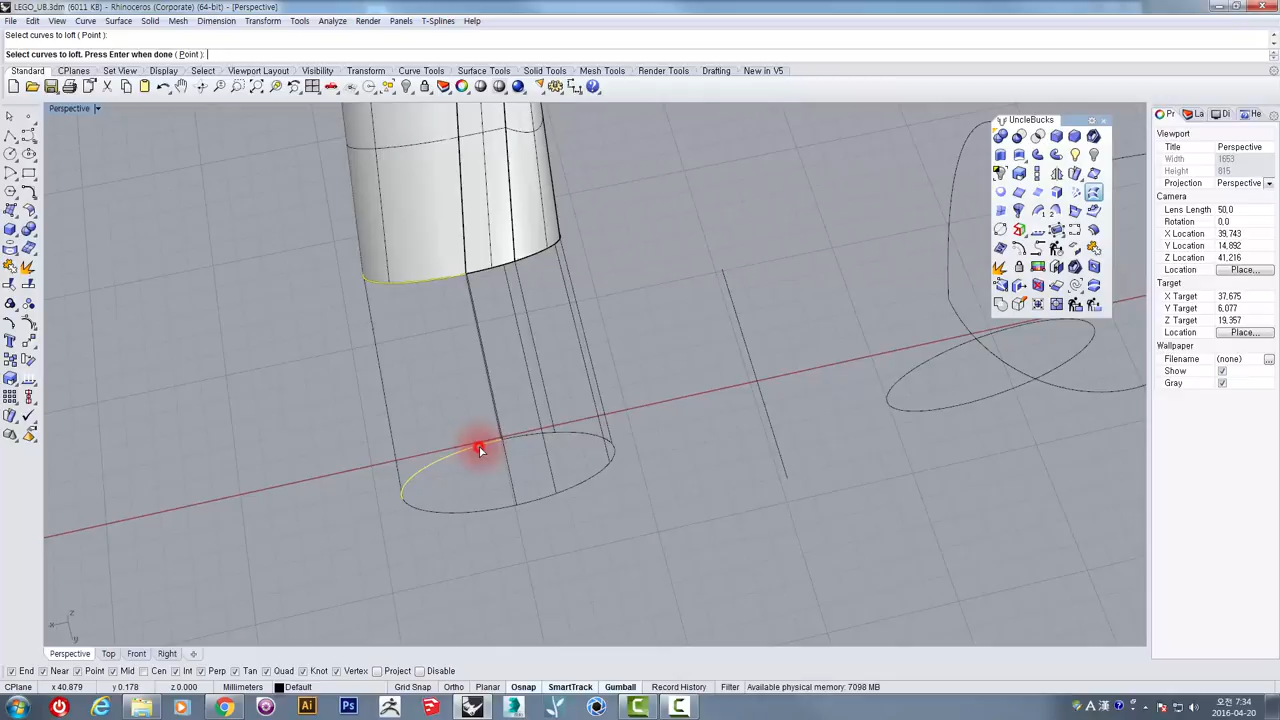 LEGO_UB.3dm (6011 KB) - Rhinoceros (Corporate) (64-bit) - [Perspective]
File Edit View Curve Surface Solid Mesh Dimension Transform Tools Analyze Render Panels T-Splines Help
Select curves to loft ( Point ):
Select curves to loft. Press Enter when done ( Point ):
Standard CPlanes Set View Display Select Viewport Layout Visibility Transform Curve Tools Surface Tools Solid Tools Mesh Tools Render Tools Drafting New in V5
Perspective
UncleBucks
Pr La Di He
Viewport
Title Perspective
Width 1653
Height 815
Projection Perspective
Camera
Lens Length 50,0
Rotation 0,0
X Location 39,743
Y Location 14,892
Z Location 41,216
Location Place...
Target
X Target 37,675
Y Target 6,077
Z Target 19,357
Location Place...
Wallpaper
Filename (none) ...
Show
Gray
z
x
y
Perspective Top Front Right
End Near Point Mid Cen Int Perp Tan Quad Knot Vertex Project Disable
CPlane x 40.879 y 0.178 z 0.000 Millimeters Default Grid Snap Ortho Planar Osnap SmartTrack Gumball Record History Filter Available physical memory: 7098 MB
Ai Ps A 漢 오전 7:34
2016-04-20